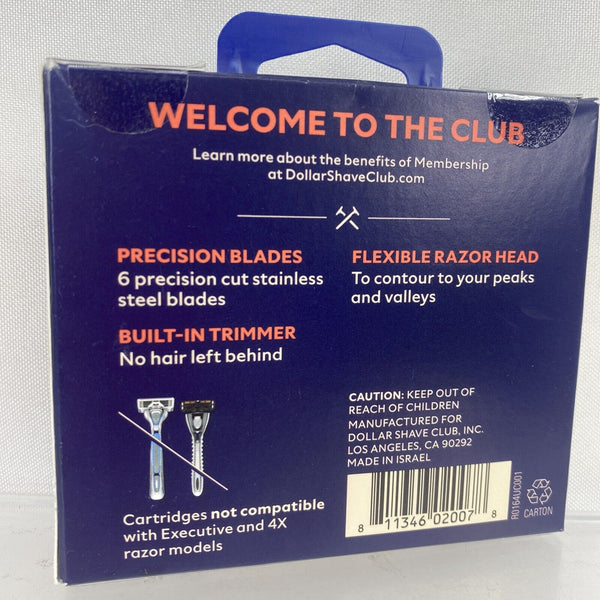 WELCOME TO THE CLUB
Learn more about the benefits of Membership
at DollarShaveClub.com
PRECISION BLADES
6 precision cut stainless
steel blades
FLEXIBLE RAZOR HEAD
To contour to your peaks
and valleys
BUILT-IN TRIMMER
No hair left behind
Cartridges not compatible
with Executive and 4X
razor models
CAUTION: KEEP OUT OF
REACH OF CHILDREN
MANUFACTURED FOR
DOLLAR SHAVE CLUB, INC.
LOS ANGELES, CA 90292
MADE IN ISRAEL
8 11346 02007 8
R0164UC001
CARTON